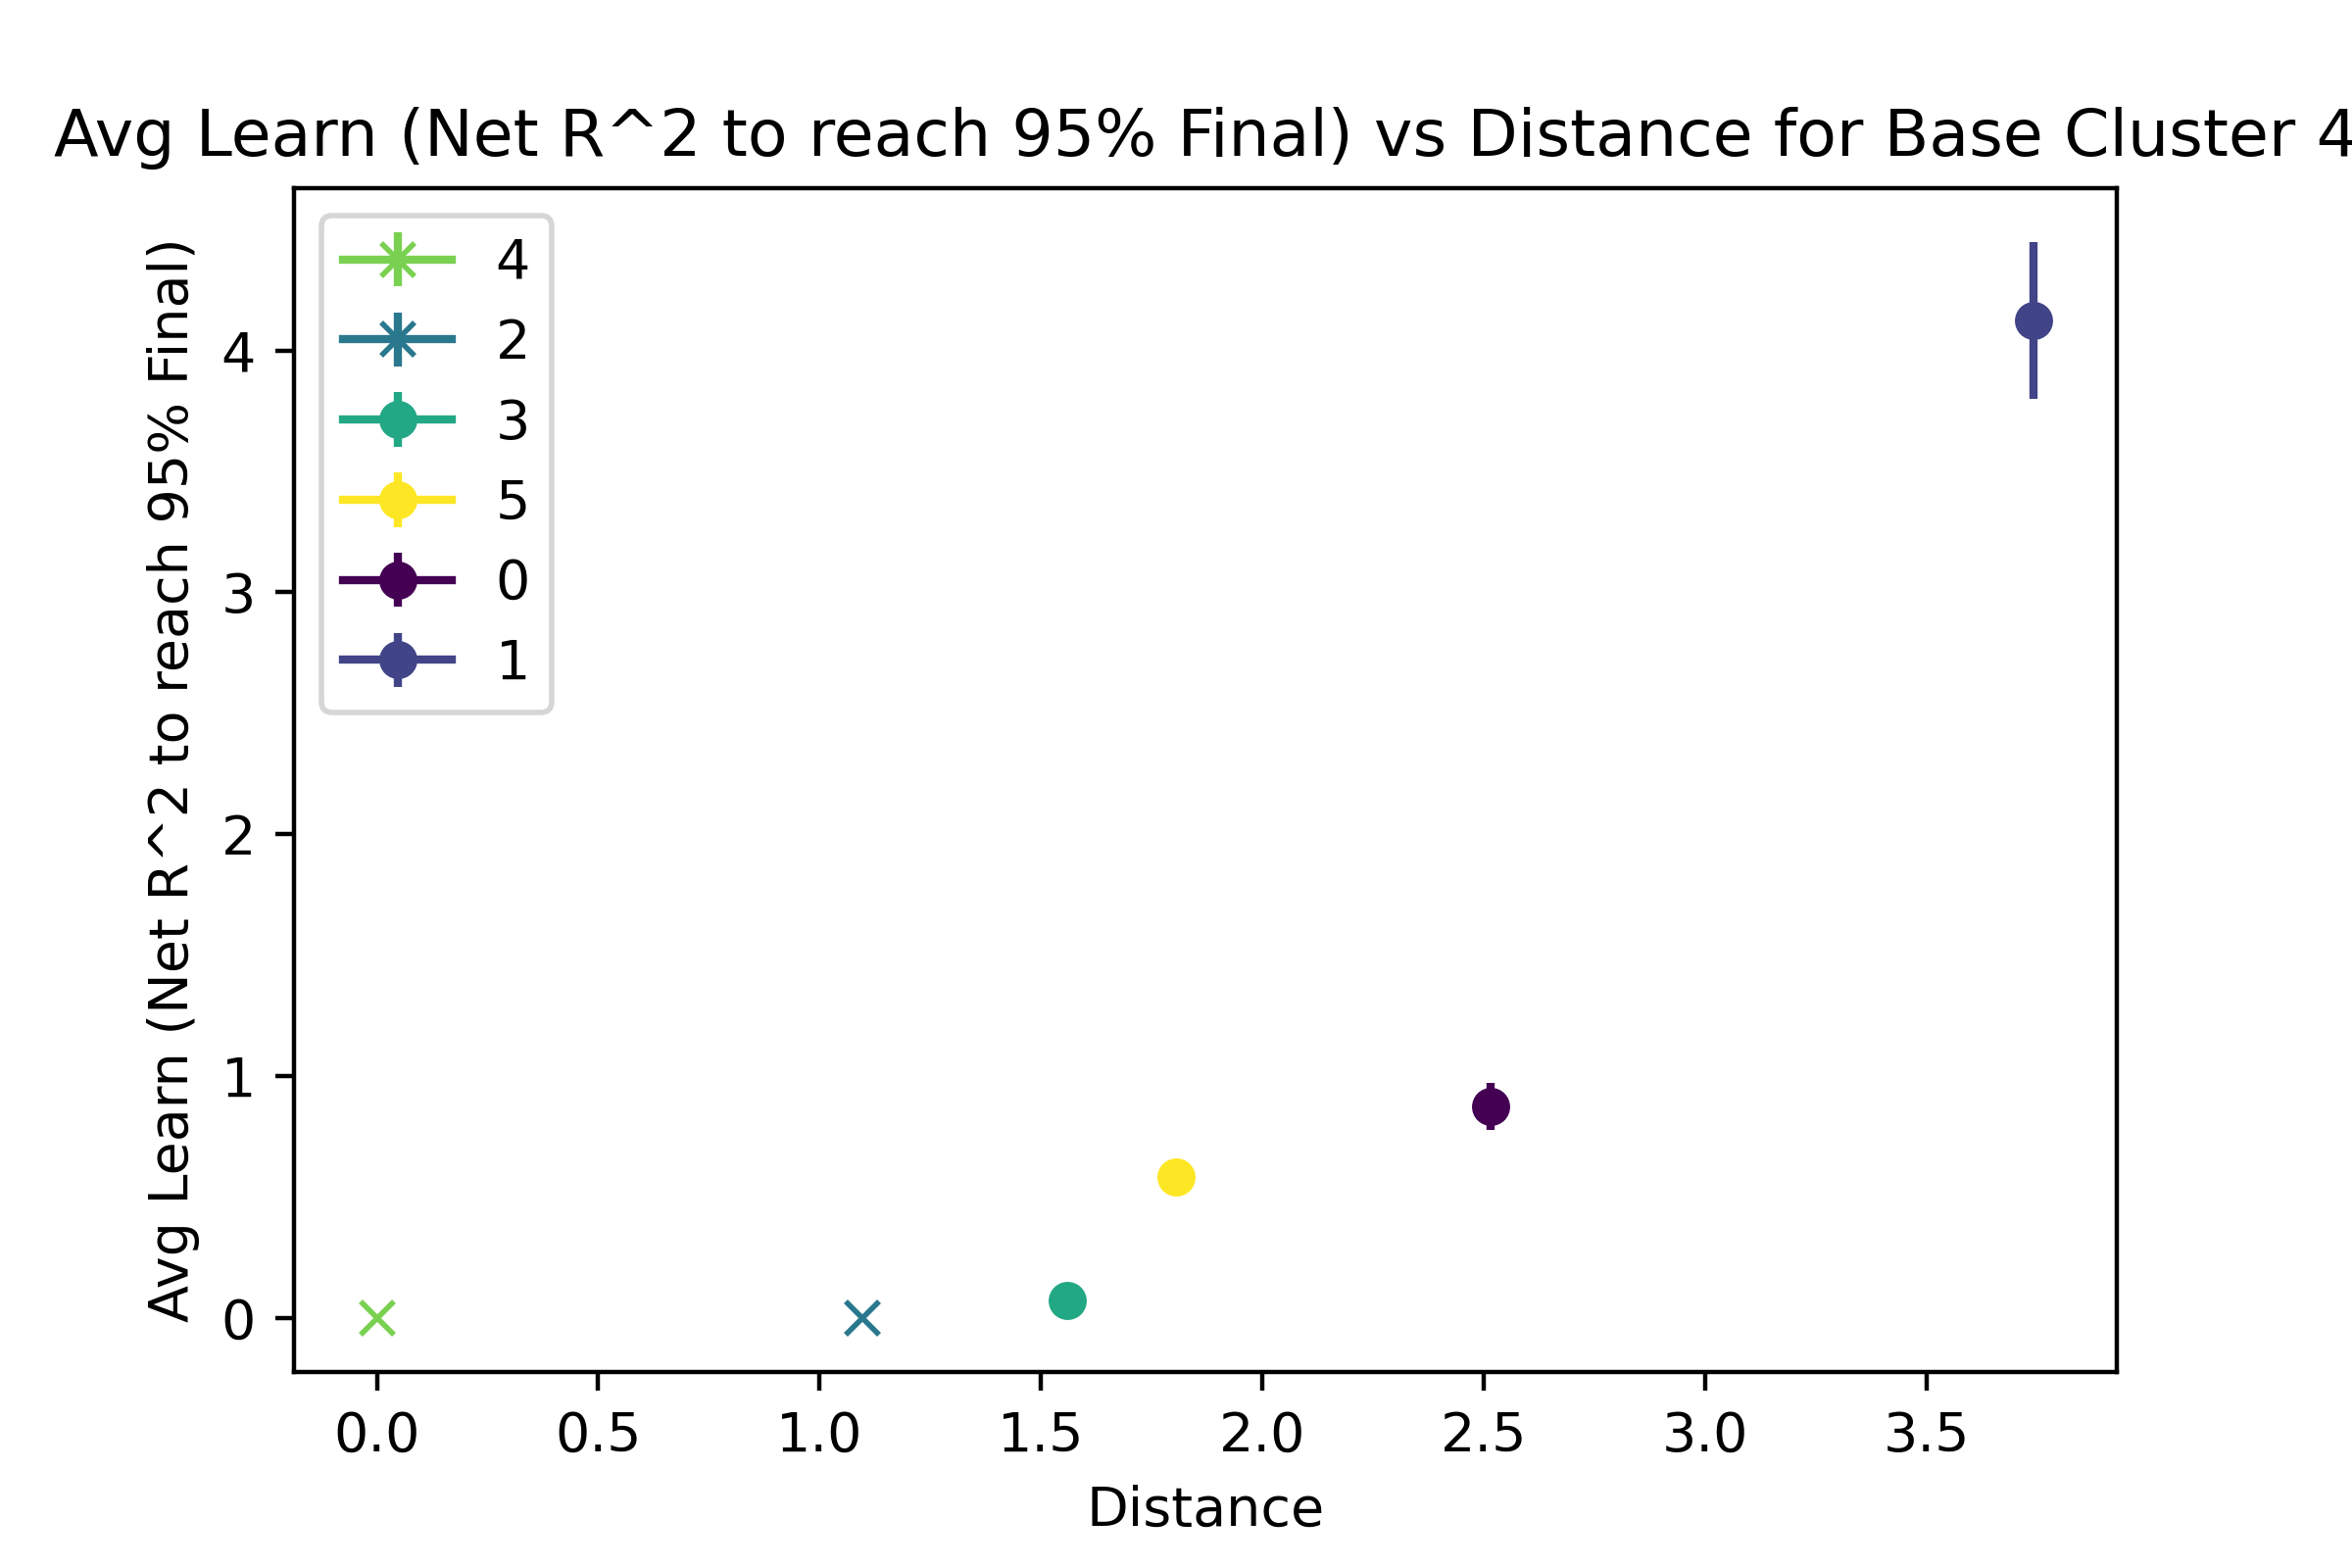 Avg Learn (Net R^2 to reach 95% Final) vs Distance for Base Cluster 4
Avg Learn (Net R^2 to reach 95% Final)
4
2
3
5
0
1
4
3
2
1
0
0.0 0.5 1.0 1.5 2.0 2.5 3.0 3.5
Distance